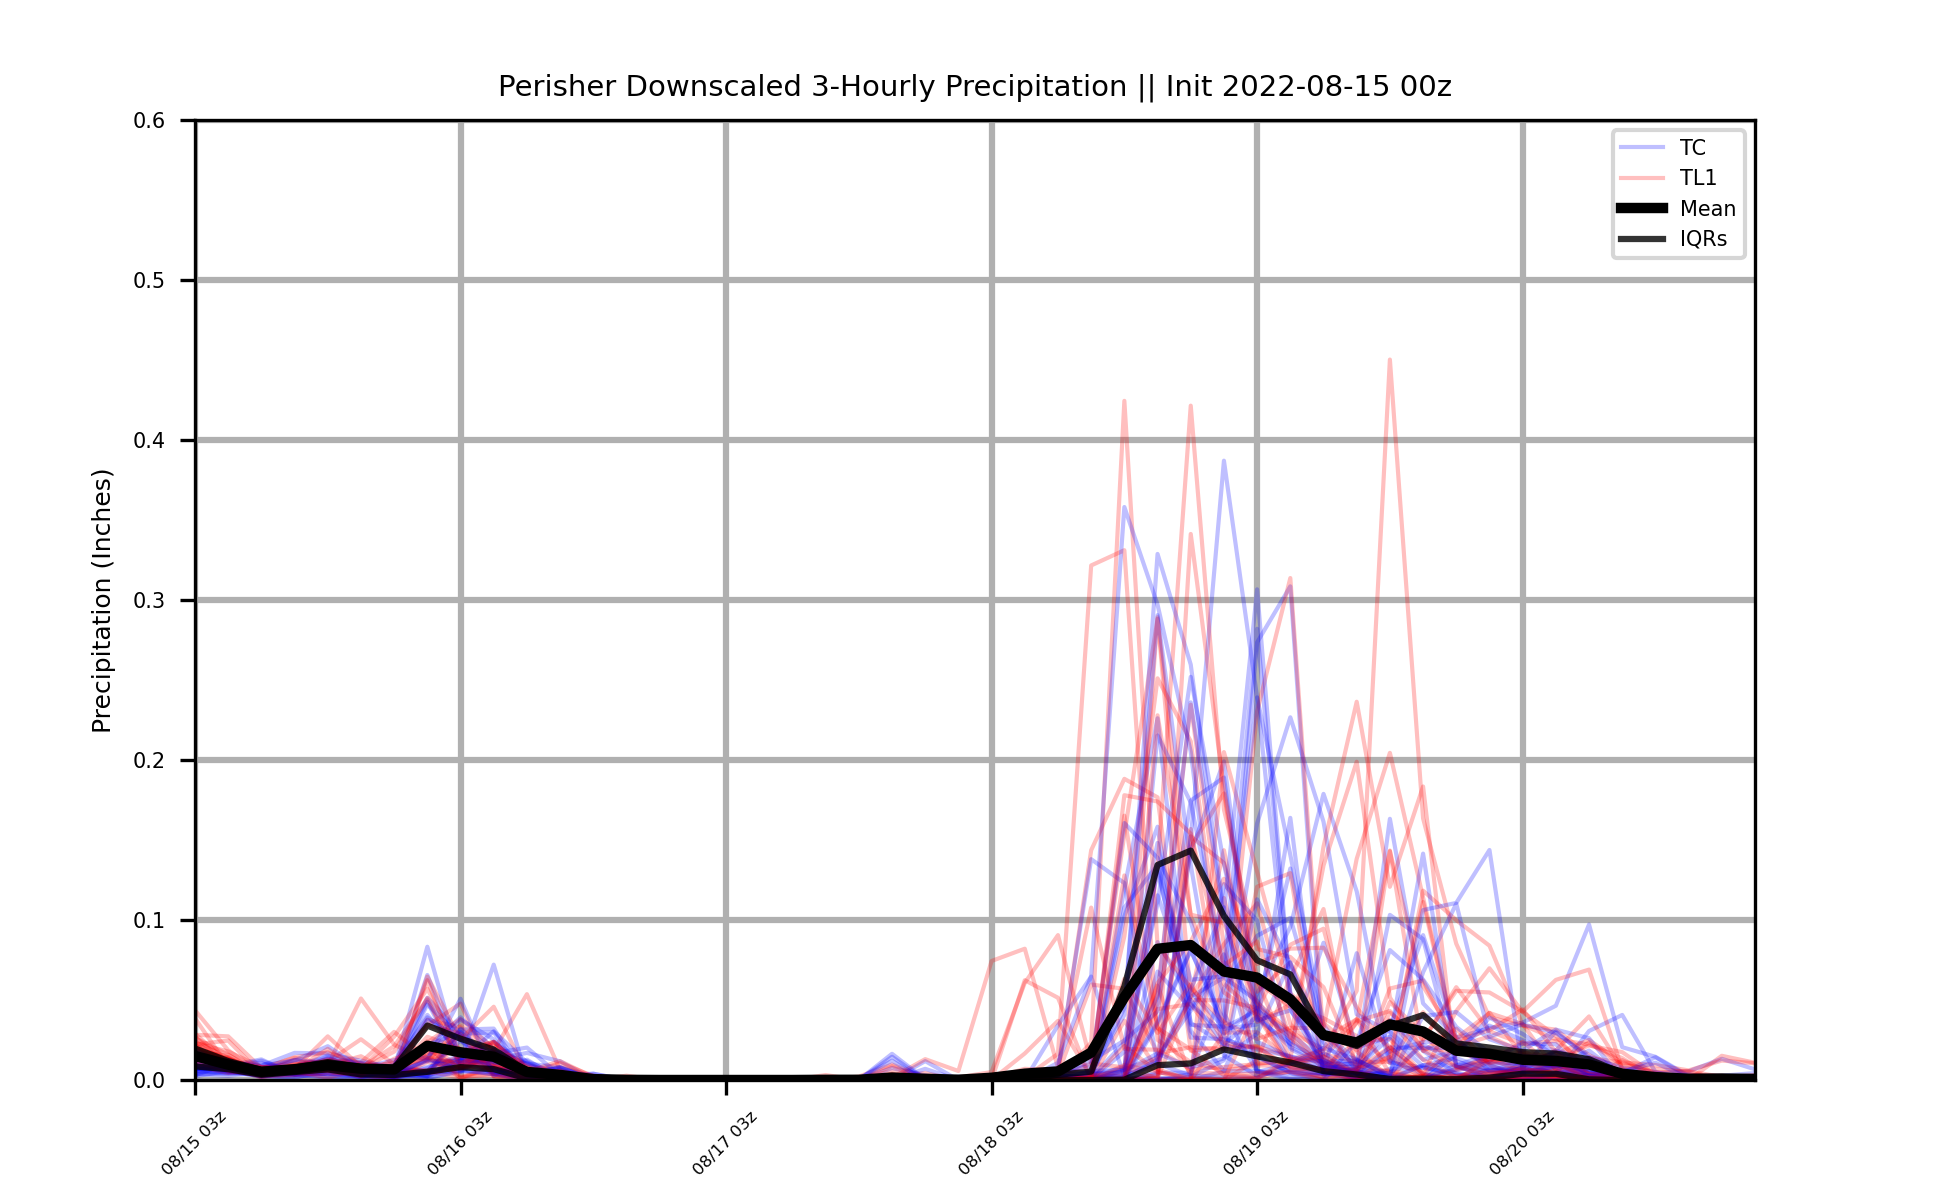 Perisher Downscaled 3-Hourly Precipitation || Init 2022-08-15 00z
TC
TL1
Mean
IQRs
Precipitation (Inches)
0.6
0.5
0.4
0.3
0.2
0.1
0.0
08/15 03z
08/16 03z
08/17 03z
08/18 03z
08/19 03z
08/20 03z